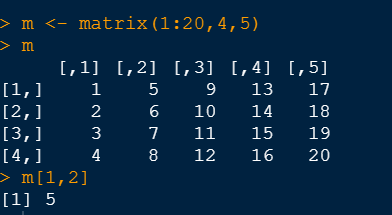 > m <- matrix(1:20,4,5)
> m
     [,1] [,2] [,3] [,4] [,5]
[1,]    1    5    9   13   17
[2,]    2    6   10   14   18
[3,]    3    7   11   15   19
[4,]    4    8   12   16   20
> m[1,2]
[1] 5